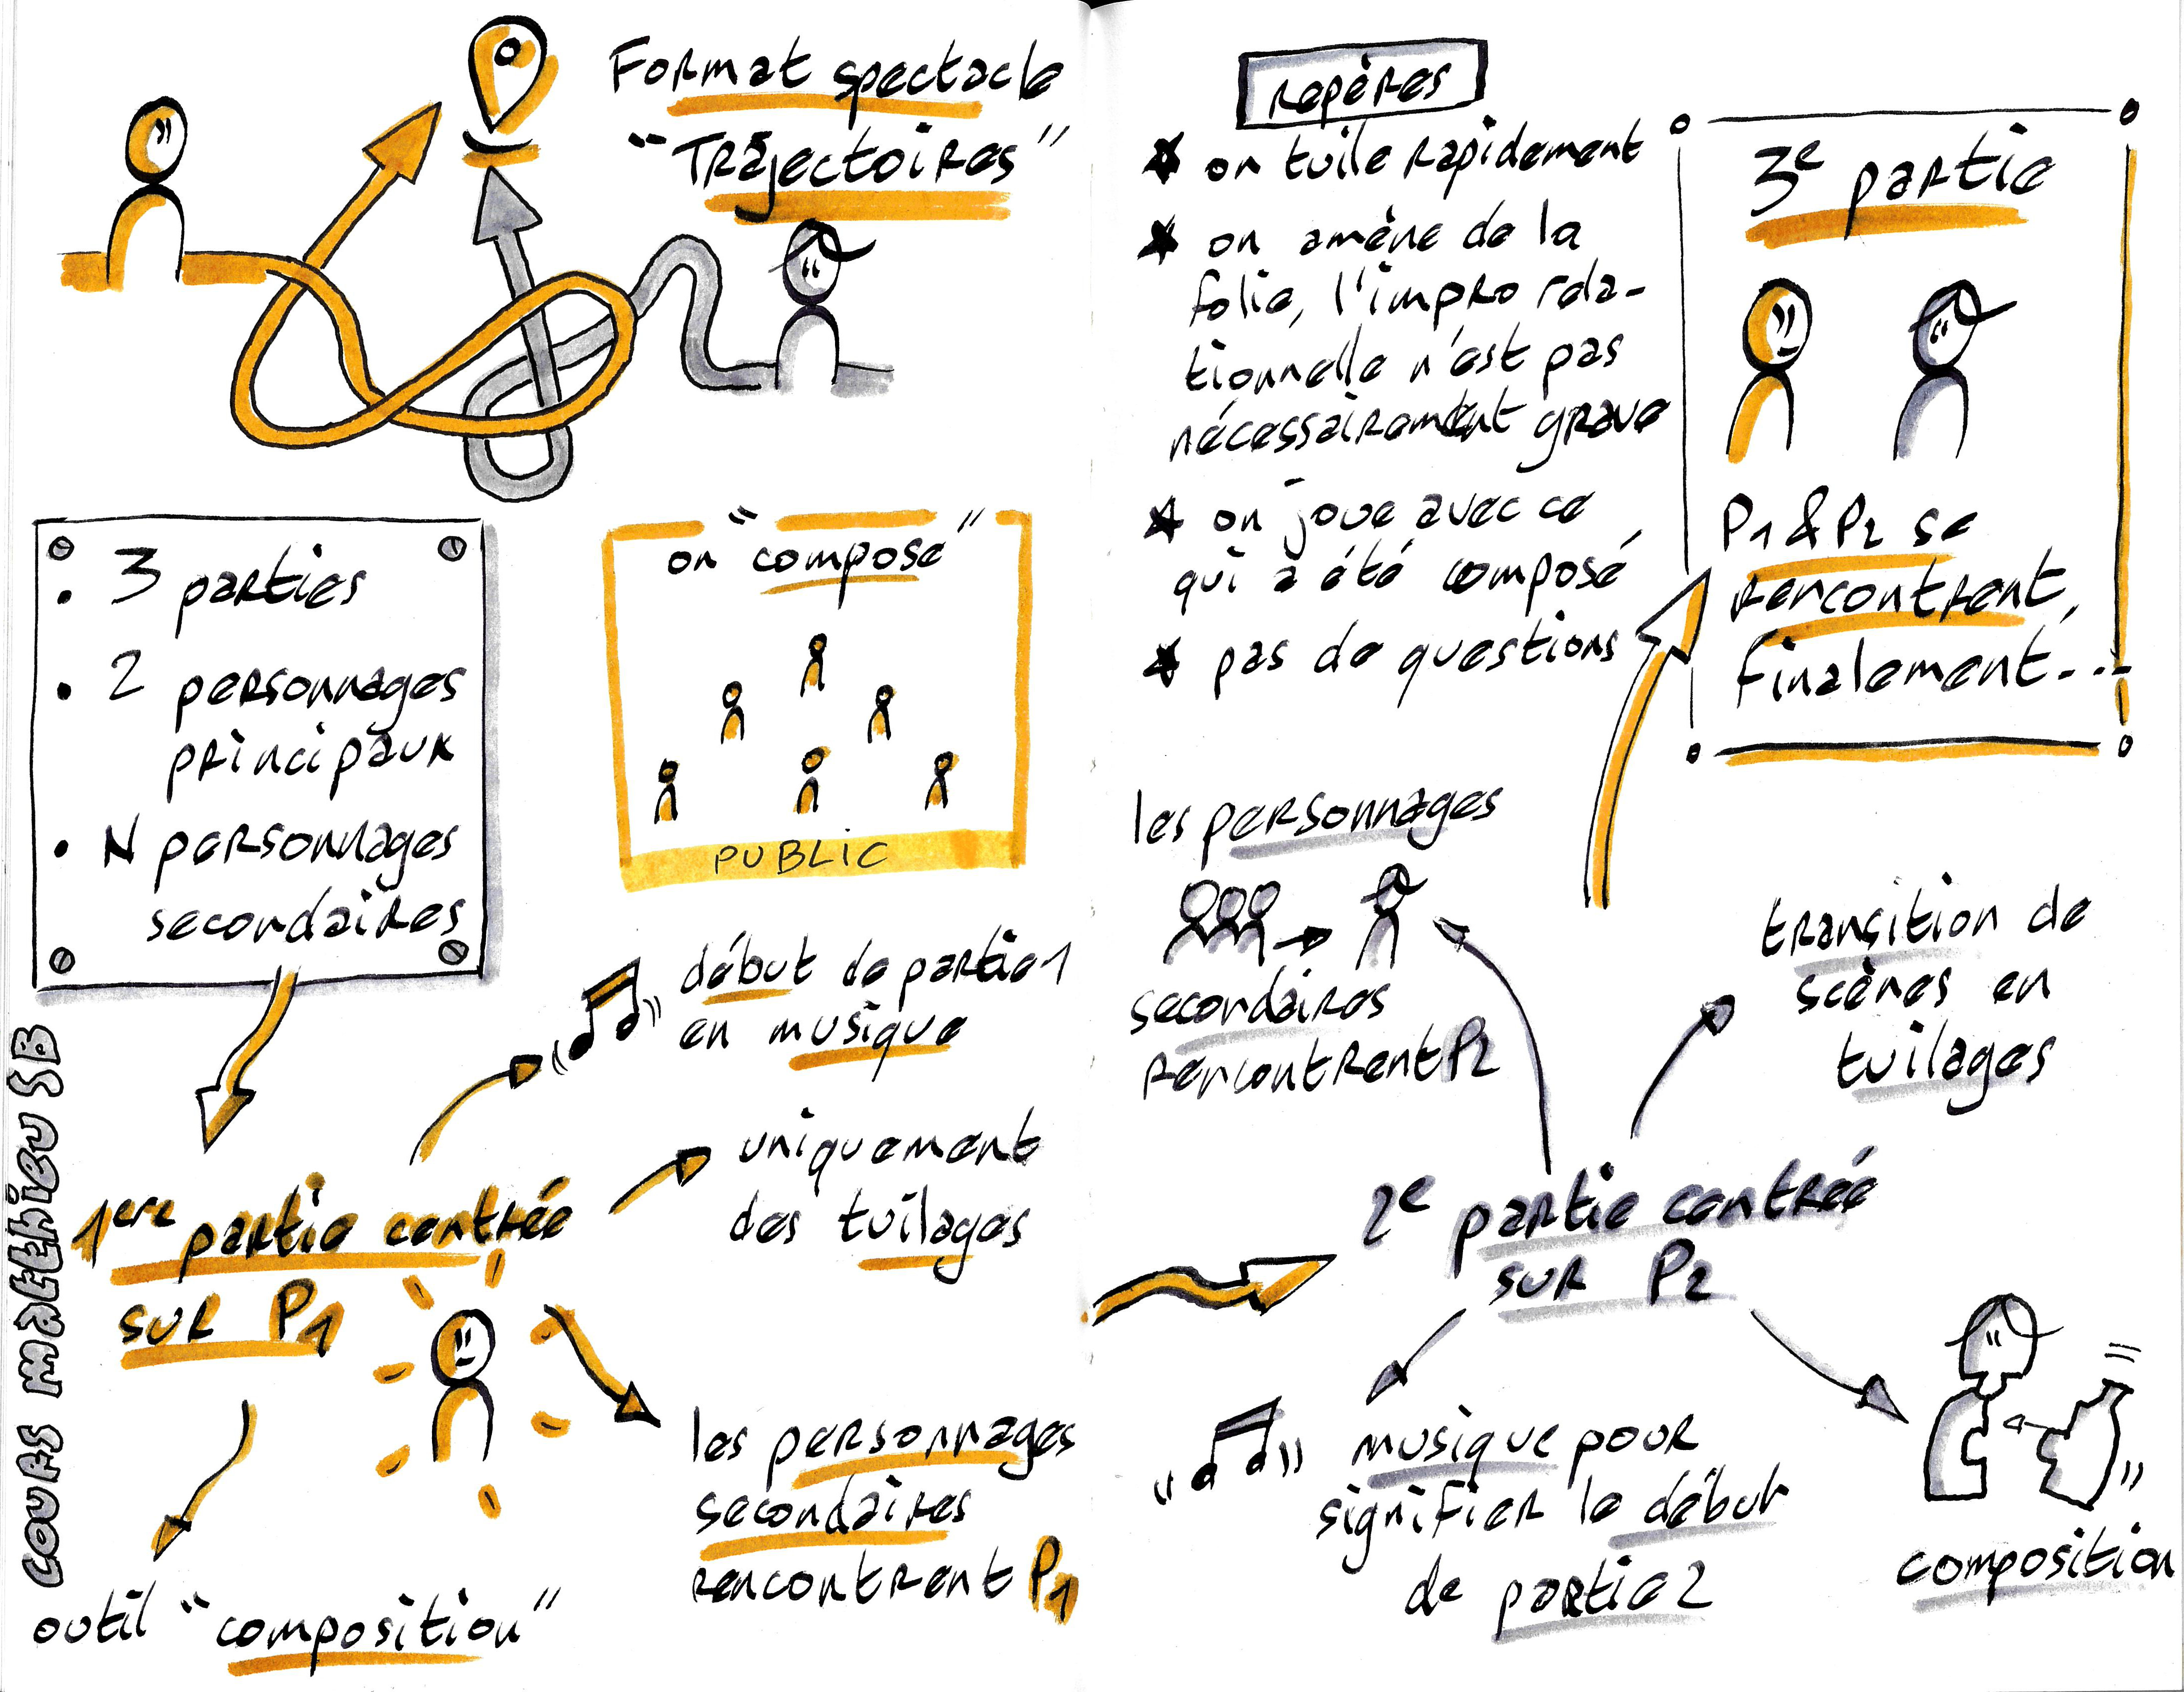 Format spectacle
"Trajectoires"
• 3 parties
• 2 personnages
principaux
• N personnages
secondaires
on "compose"
PUBLIC
début de partie 1
en musique
uniquement
des tuilages
1ere partie centrée
sur P1
les personnages
secondaires
rencontrent P1
outil "composition"
cours matthieu SB
repères
★ on tuile rapidement
★ on amène de la
folie, l'impro rela-
tionnelle n'est pas
nécessairement grave
★ on joue avec ce
qui a été composé
★ pas de questions
3e partie
P1 & P2 se
rencontrent,
finalement...
les personnages
secondaires
rencontrent P2
transition de
scènes en
tuilages
2e partie centrée
sur P2
musique pour
signifier le début
de partie 2
composition